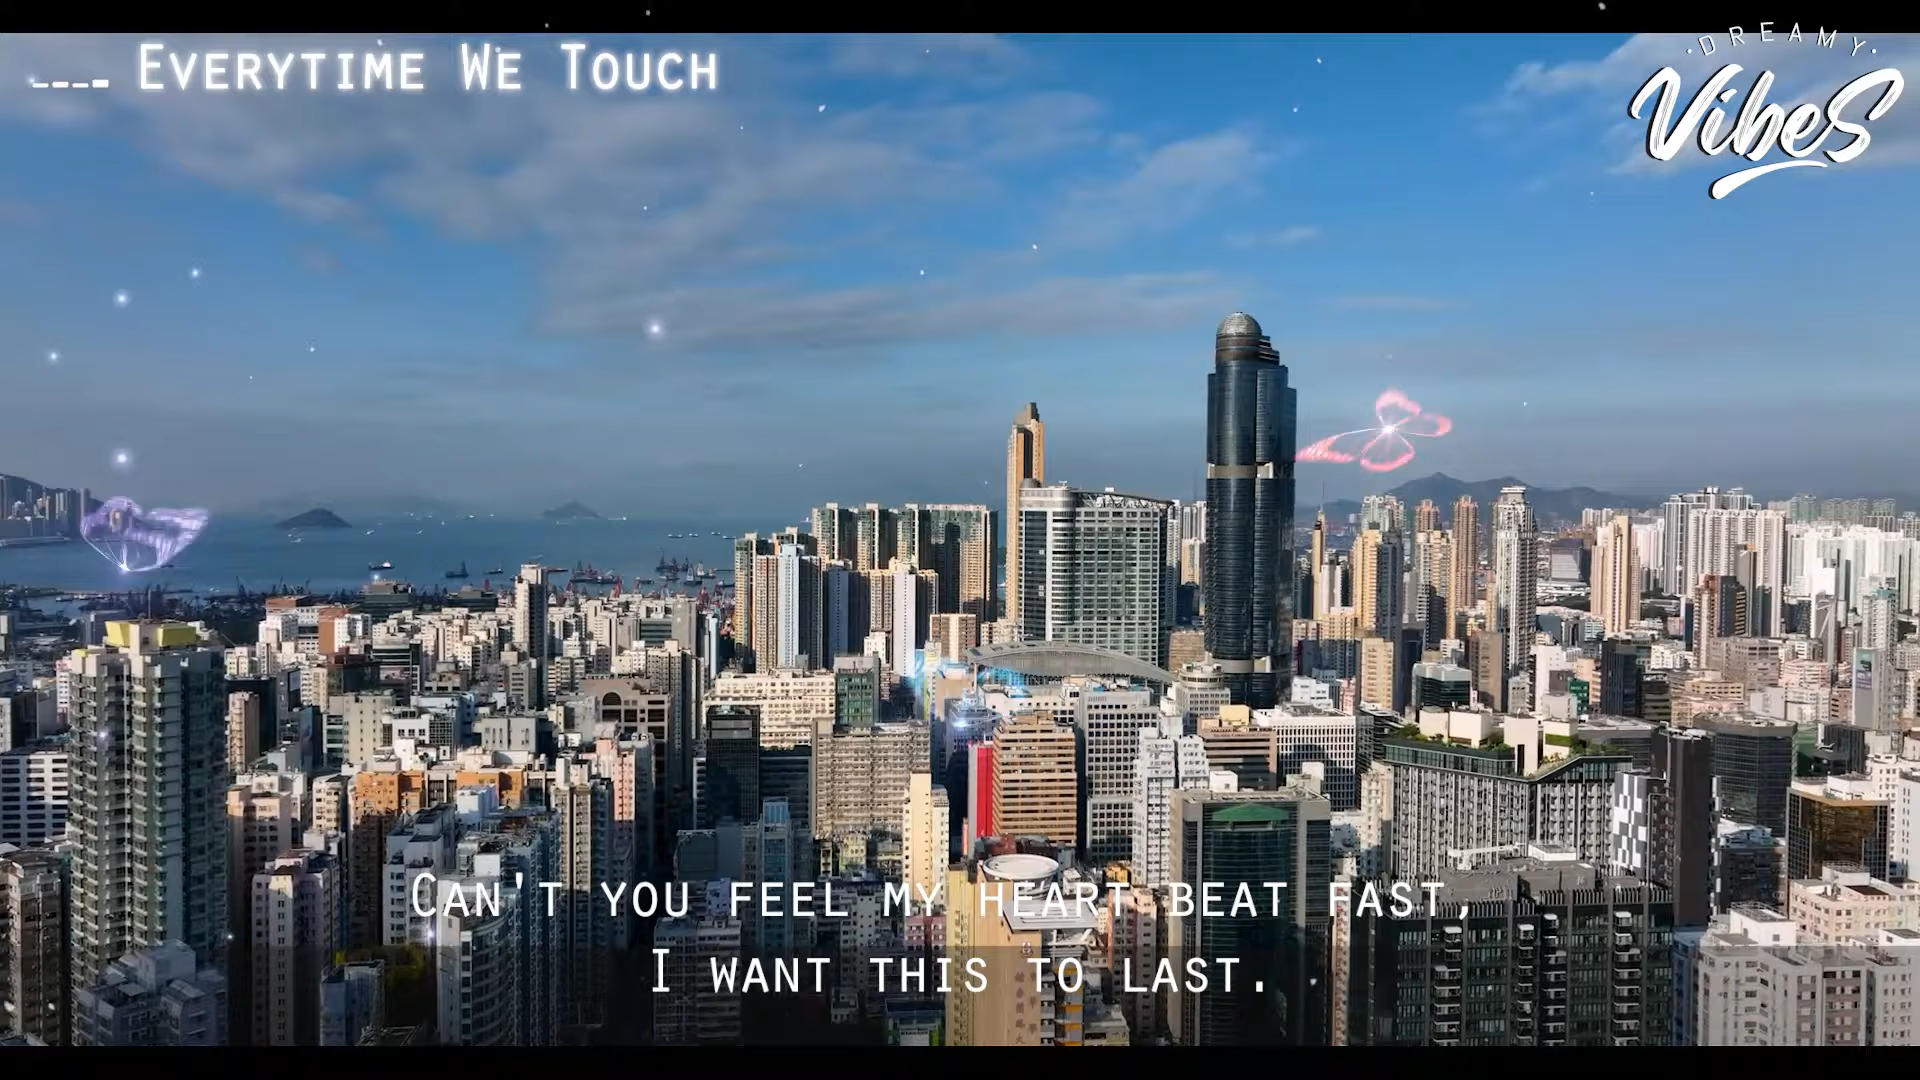 ---- Everytime We Touch
·DREAMY·
Vibes
Can't you feel my heart beat fast,
I want this to last.